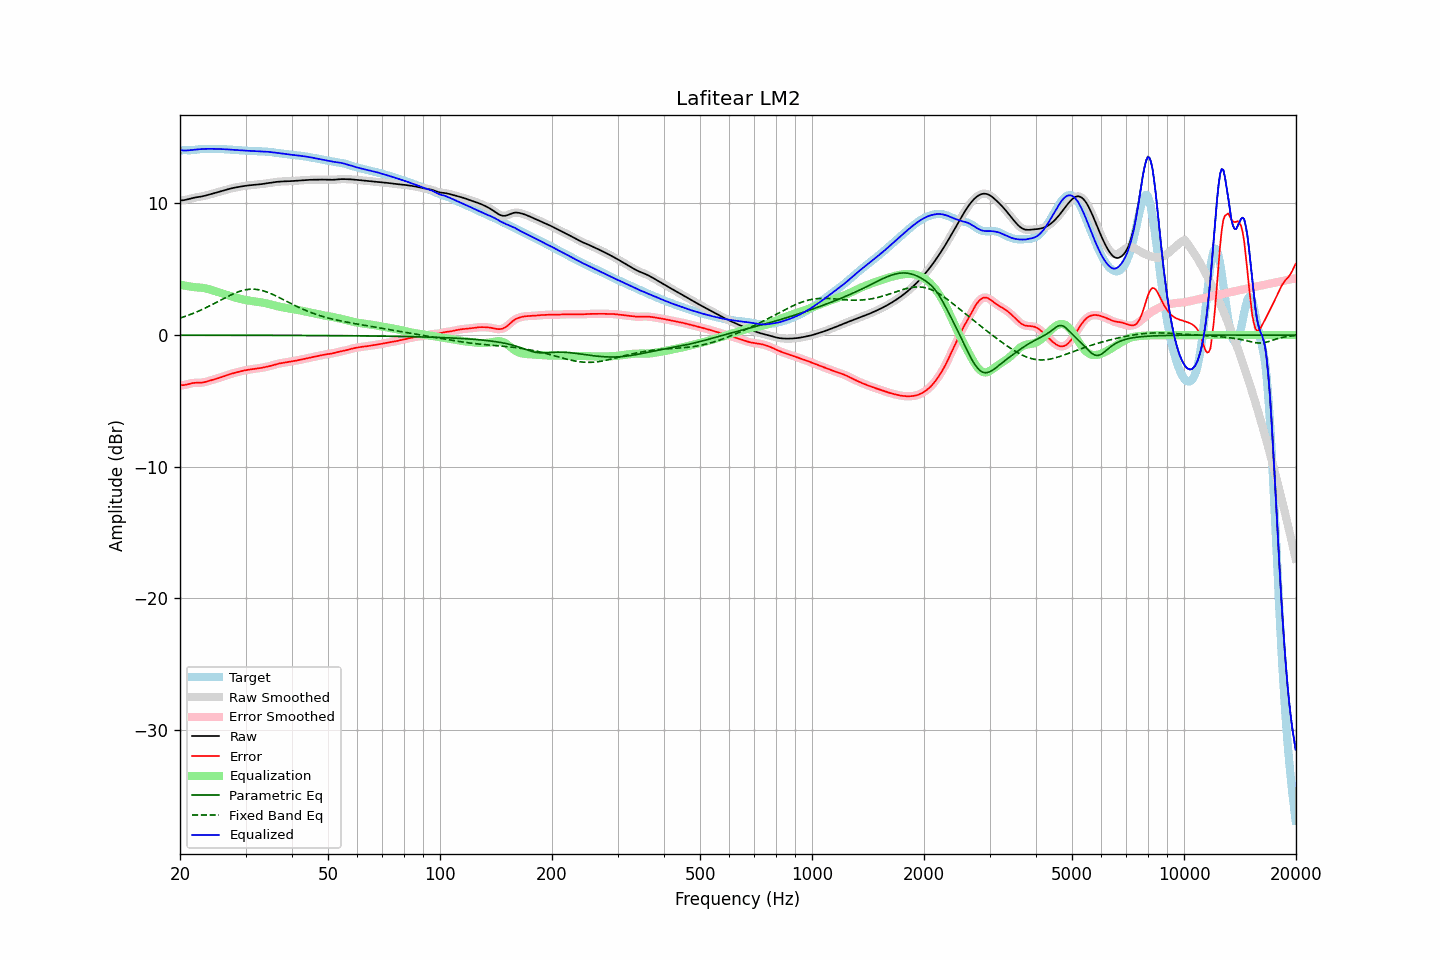 Lafitear LM2
Amplitude (dBr)
10
0
−10
−20
−30
Target
Raw Smoothed
Error Smoothed
Raw
Error
Equalization
Parametric Eq
Fixed Band Eq
Equalized
20 50 100 200 500 1000 2000 5000 10000 20000
Frequency (Hz)